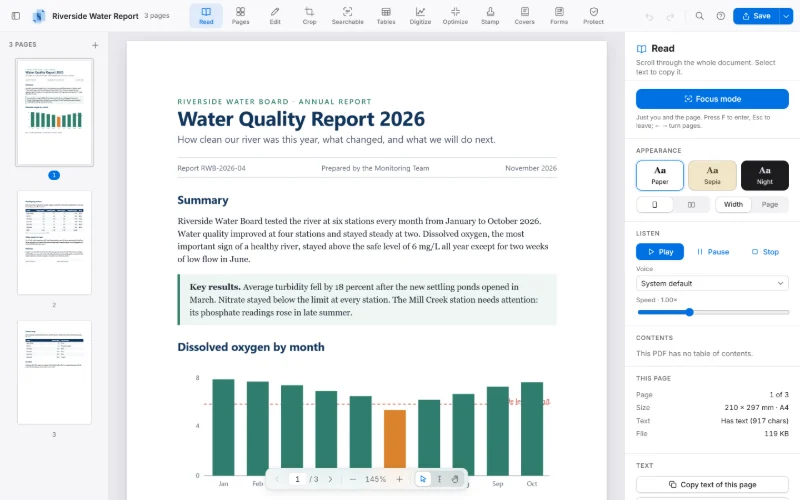 Riverside Water Report 3 pages
Read Pages Edit Crop Searchable Tables Digitize Optimize Stamp Covers Forms Protect
Save
3 PAGES
1
2
3
RIVERSIDE WATER BOARD · ANNUAL REPORT
Water Quality Report 2026
How clean our river was this year, what changed, and what we will do next.
Report RWB-2026-04 Prepared by the Monitoring Team November 2026
Summary
Riverside Water Board tested the river at six stations every month from January to October 2026.
Water quality improved at four stations and stayed steady at two. Dissolved oxygen, the most
important sign of a healthy river, stayed above the safe level of 6 mg/L all year except for two weeks
of low flow in June.
Key results. Average turbidity fell by 18 percent after the new settling ponds opened in
March. Nitrate stayed below the limit at every station. The Mill Creek station needs attention:
its phosphate readings rose in late summer.
Dissolved oxygen by month
8
4
0
Jan Feb Sep Oct
1 / 3 145%
Read
Scroll through the whole document. Select
text to copy it.
Focus mode
Just you and the page. Press F to enter, Esc to
leave; ← → turn pages.
APPEARANCE
Aa Aa Aa
Paper Sepia Night
Width Page
LISTEN
Play Pause Stop
Voice
System default
Speed · 1.00×
CONTENTS
This PDF has no table of contents.
THIS PAGE
Page 1 of 3
Size 210 × 297 mm · A4
Text Has text (917 chars)
File 119 KB
TEXT
Copy text of this page